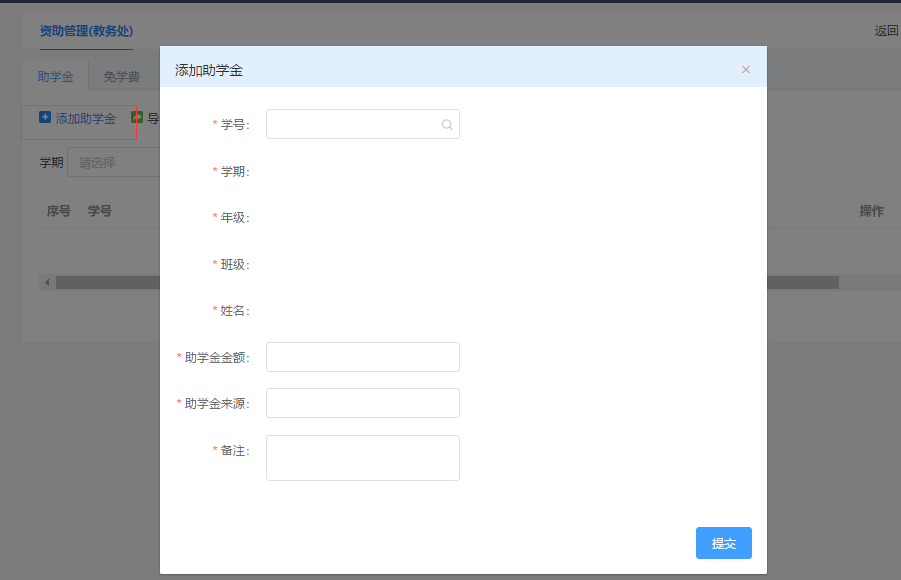 资助管理(教务处)
返回
助学金
免学费
添加助学金
导
学期
请选择
序号
学号
操作
添加助学金
*学号:
*学期:
*年级:
*班级:
*姓名:
*助学金金额:
*助学金来源:
*备注:
提交